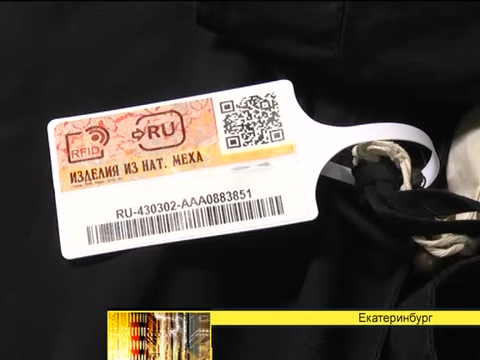 RFID
RU
ИЗДЕЛИЯ ИЗ НАТ. МЕХА
RU-430302-AAA0883851
Екатеринбург